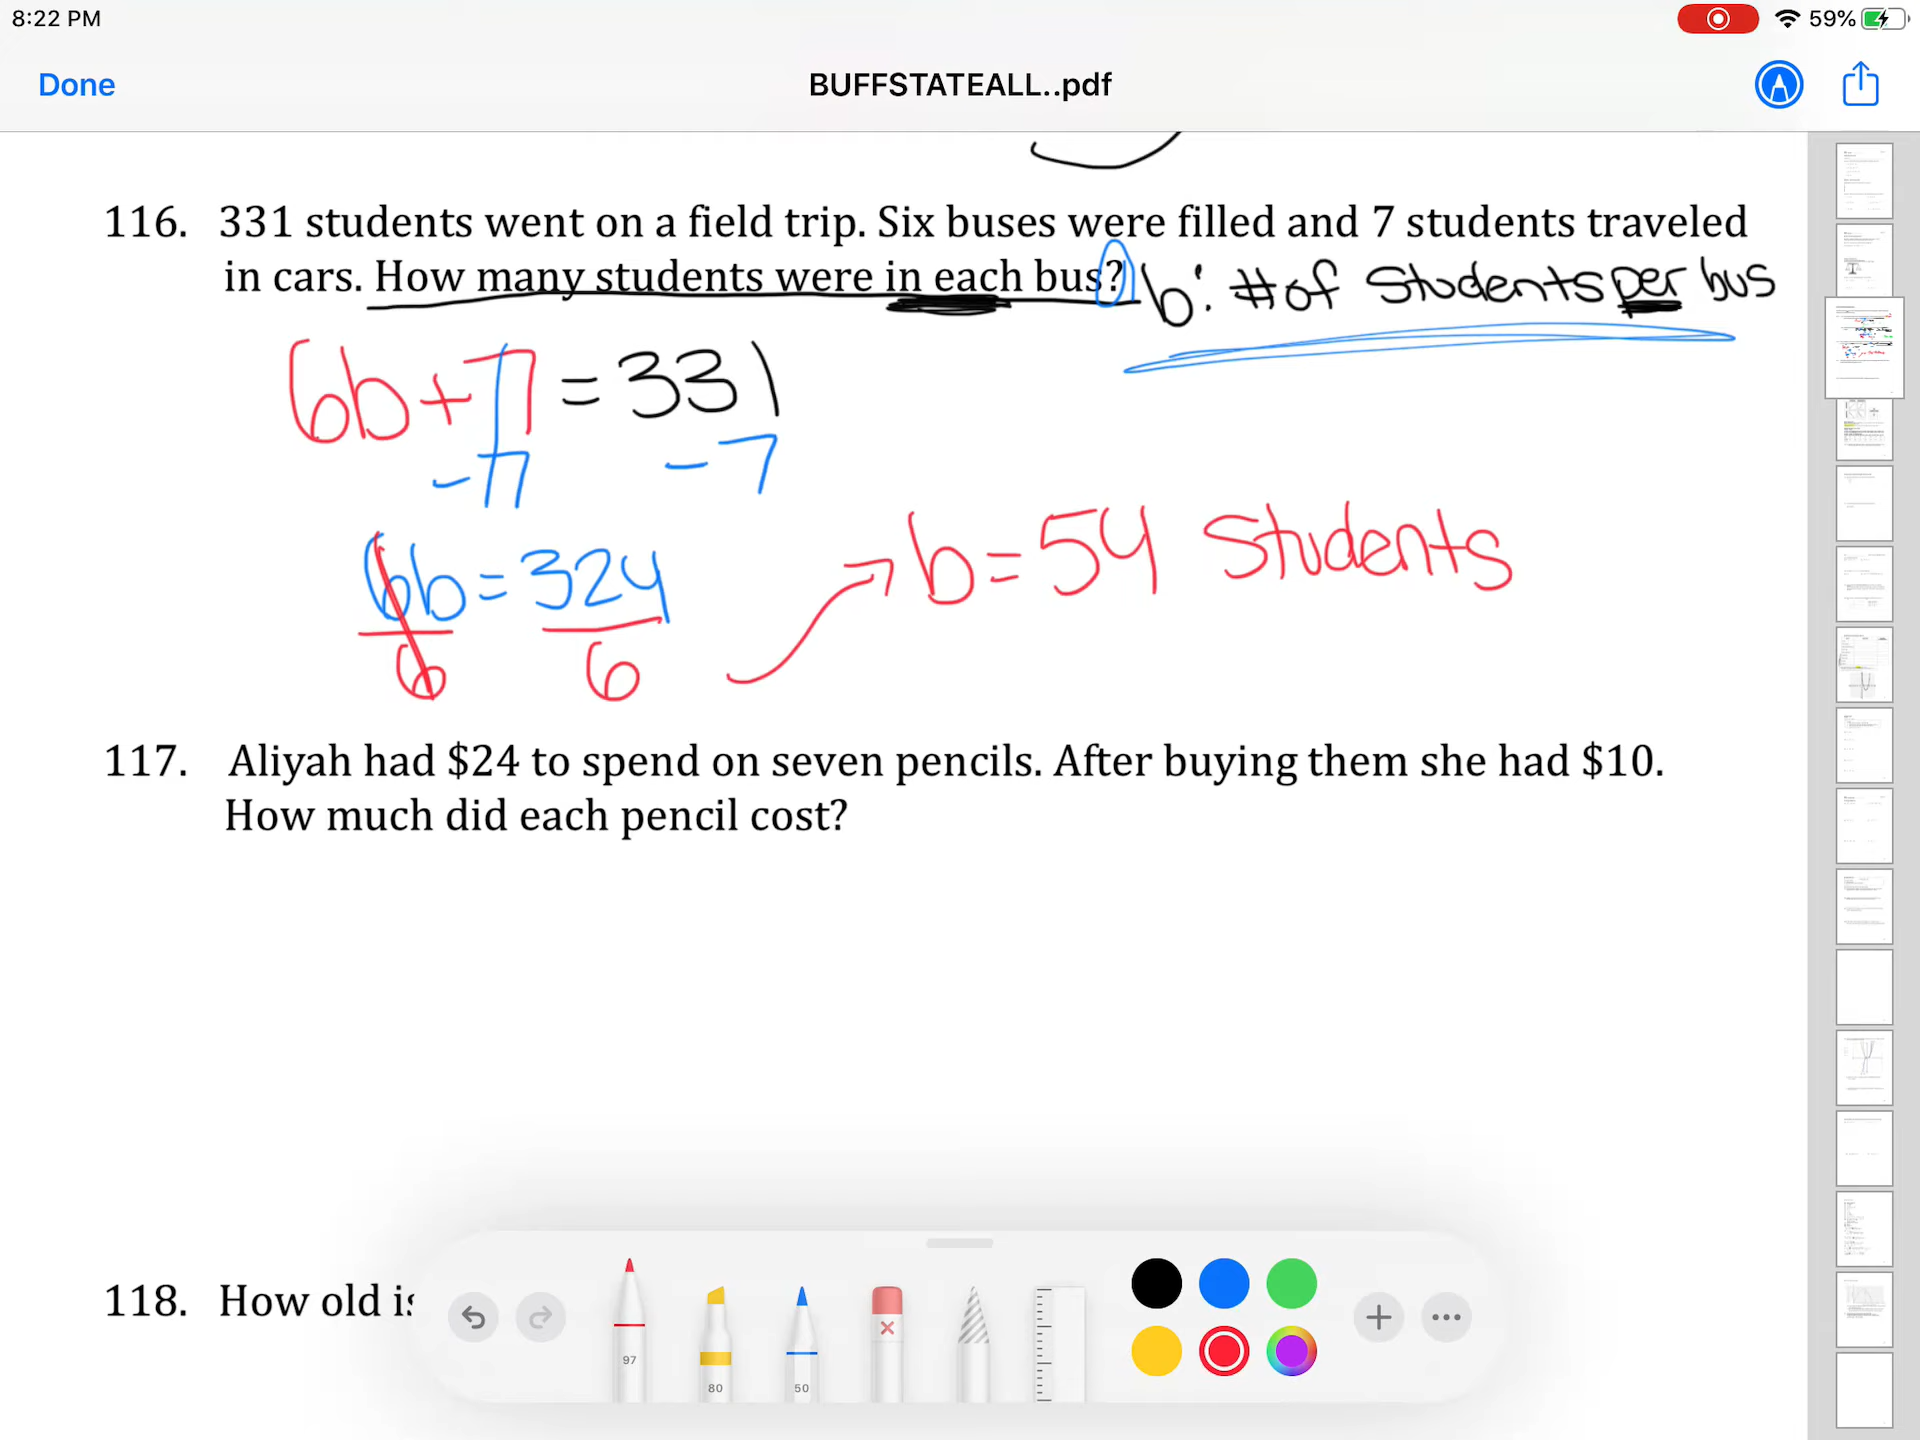 8:22 PM
59%
Done
BUFFSTATEALL..pdf
116. 331 students went on a field trip. Six buses were filled and 7 students traveled
in cars. How many students were in each bus?
b: # of students per bus
6b+7 = 331
-7 -7
6b = 324
6 6
b = 54 students
117. Aliyah had $24 to spend on seven pencils. After buying them she had $10.
How much did each pencil cost?
118. How old is
97
80
50